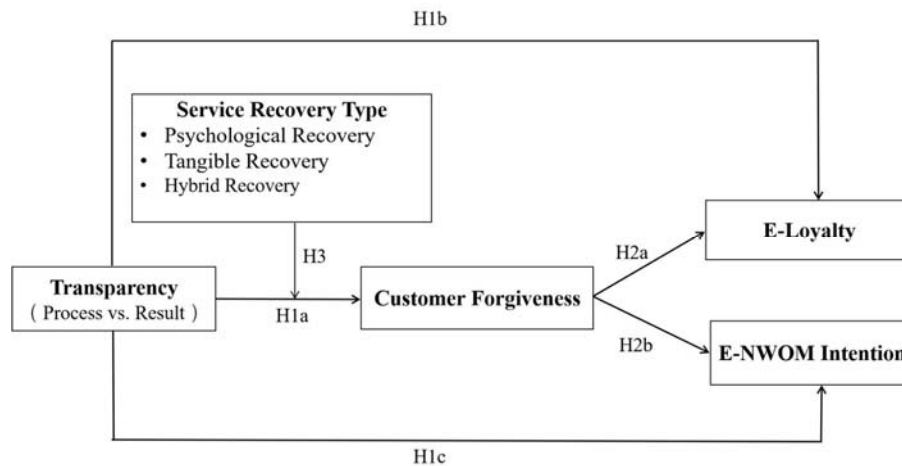 H1b
Service Recovery Type
• Psychological Recovery
• Tangible Recovery
• Hybrid Recovery
E-Loyalty
H3
H2a
Transparency
( Process vs. Result )
H1a
Customer Forgiveness
H2b
E-NWOM Intention
H1c